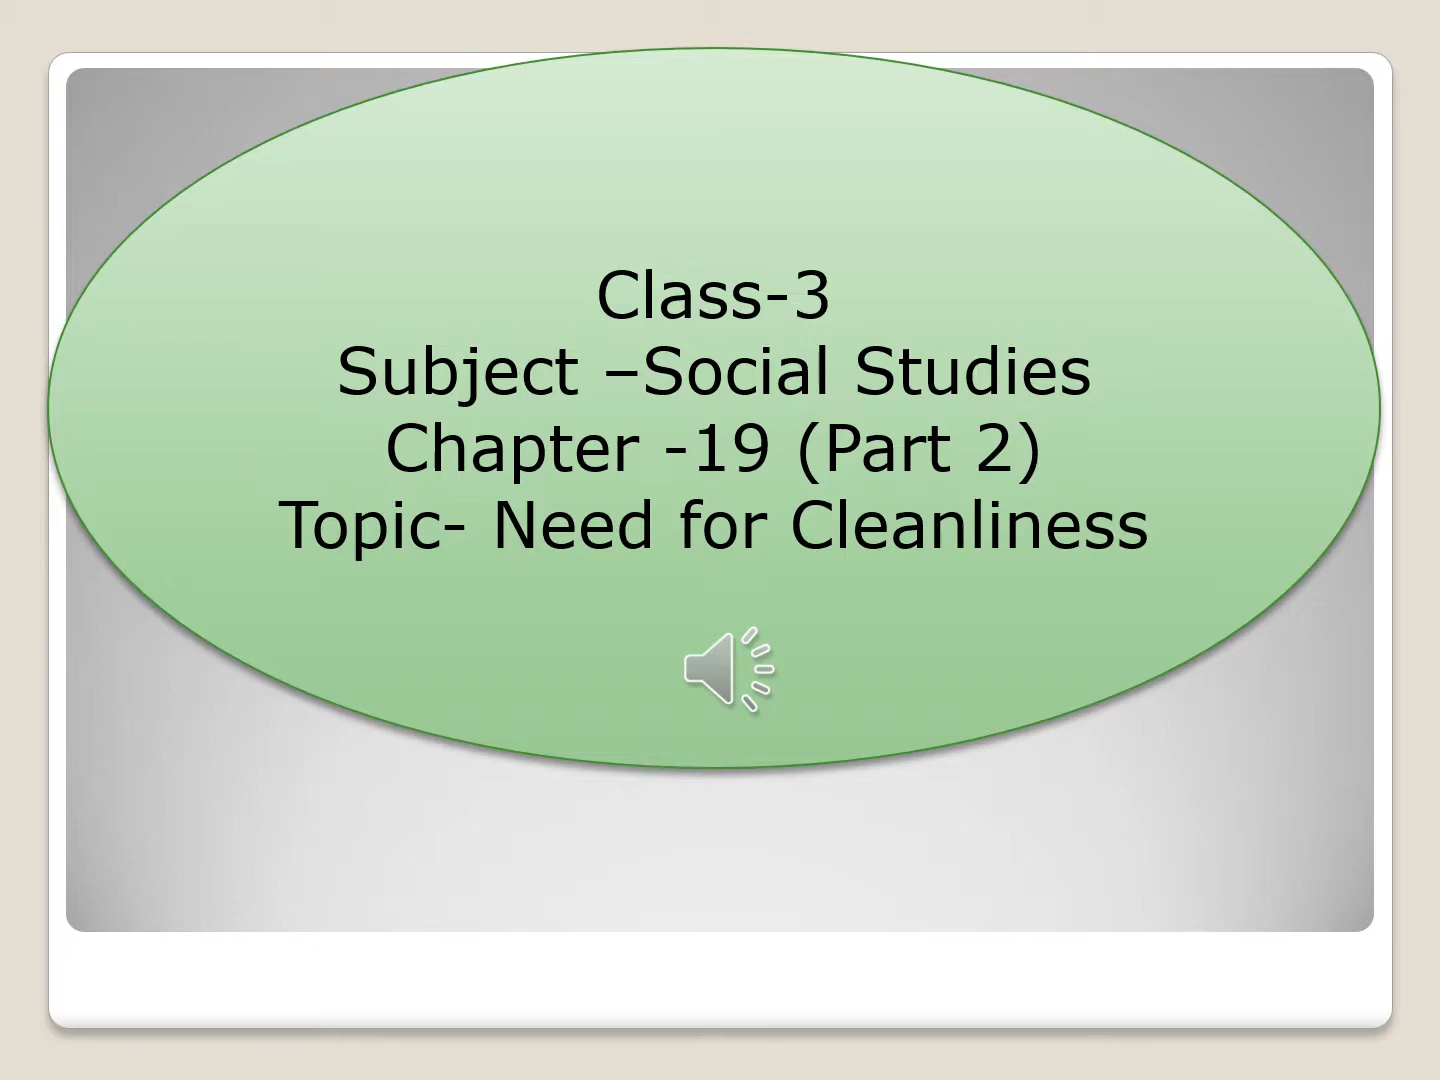 Class-3
Subject –Social Studies
Chapter -19 (Part 2)
Topic- Need for Cleanliness